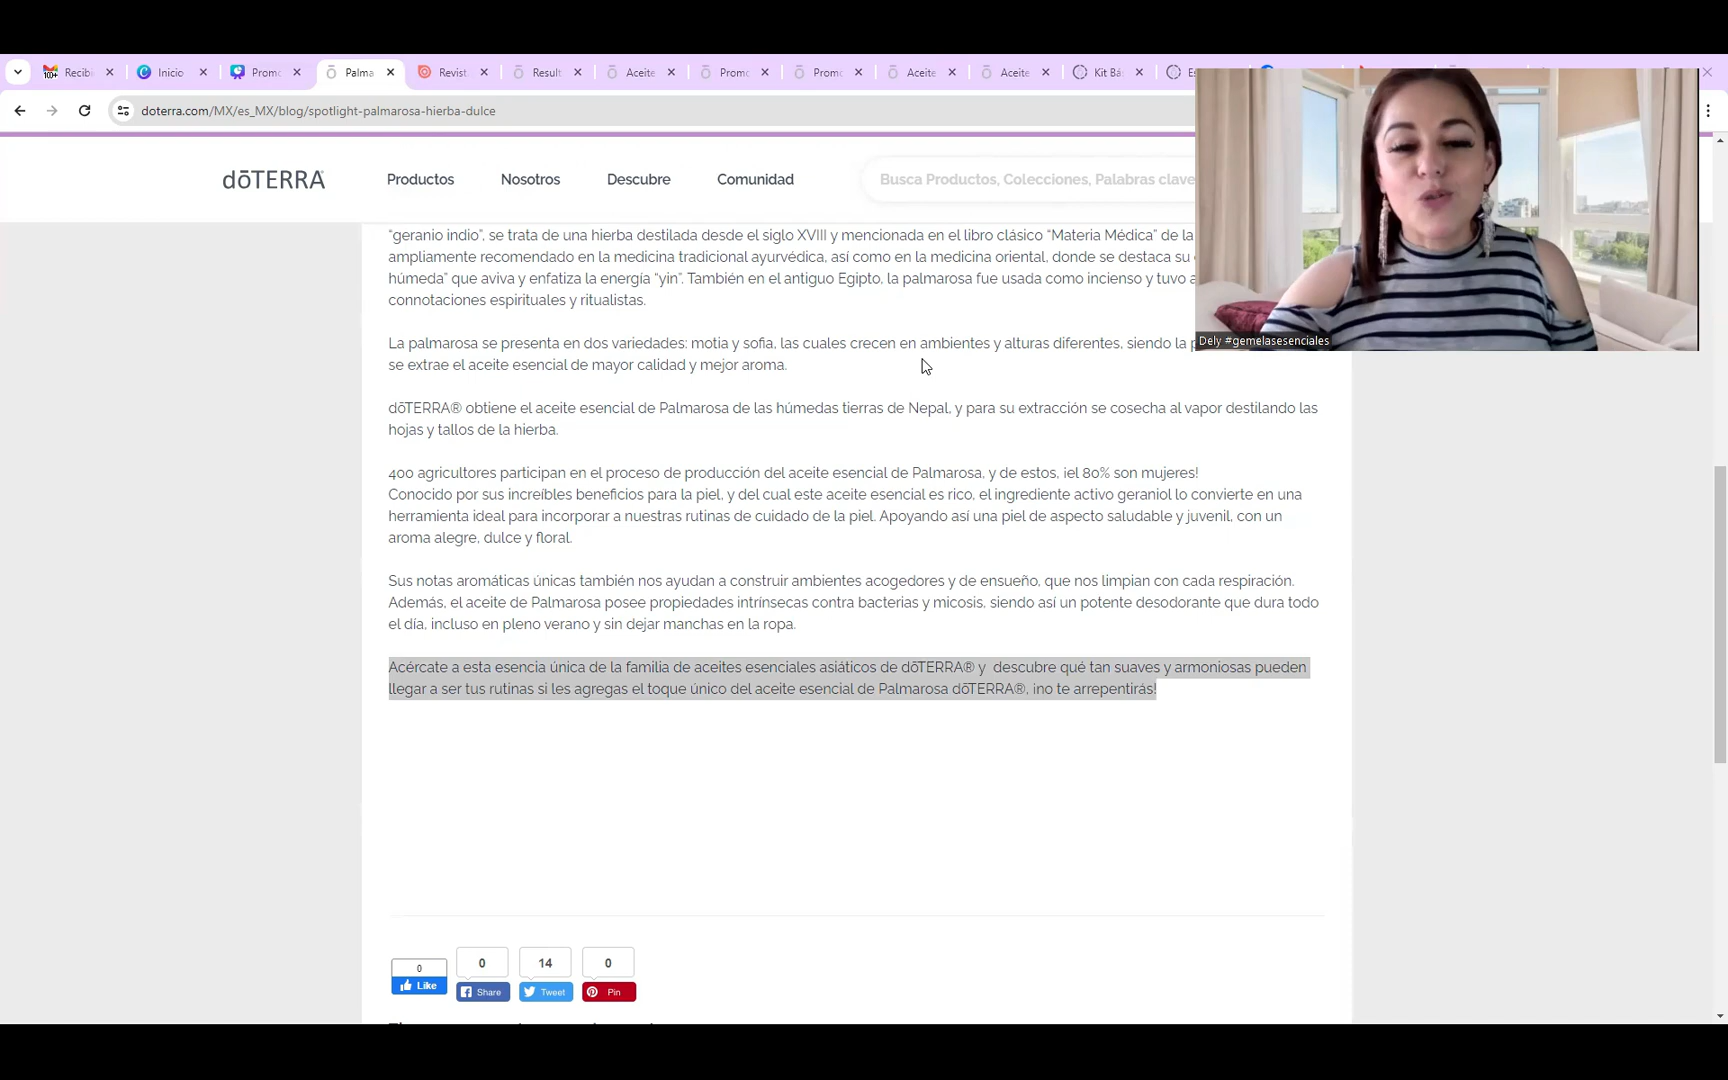 Recibi
Inicio
Promo
Palma
Revist
Result
Aceite
Promo
Promo
Aceite
Aceite
Kit Bá
Es
doterra.com/MX/es_MX/blog/spotlight-palmarosa-hierba-dulce
dōTERRA
Productos
Nosotros
Descubre
Comunidad
Busca Productos, Colecciones, Palabras clave
“geranio indio”, se trata de una hierba destilada desde el siglo XVIII y mencionada en el libro clásico “Materia Médica” de la
ampliamente recomendado en la medicina tradicional ayurvédica, así como en la medicina oriental, donde se destaca su
húmeda” que aviva y enfatiza la energía “yin”. También en el antiguo Egipto, la palmarosa fue usada como incienso y tuvo
connotaciones espirituales y ritualistas.
Dely #gemelasesenciales
La palmarosa se presenta en dos variedades: motia y sofia, las cuales crecen en ambientes y alturas diferentes, siendo la
se extrae el aceite esencial de mayor calidad y mejor aroma.
dōTERRA® obtiene el aceite esencial de Palmarosa de las húmedas tierras de Nepal, y para su extracción se cosecha al vapor destilando las
hojas y tallos de la hierba.
400 agricultores participan en el proceso de producción del aceite esencial de Palmarosa, y de estos, ¡el 80% son mujeres!
Conocido por sus increíbles beneficios para la piel, y del cual este aceite esencial es rico, el ingrediente activo geraniol lo convierte en una
herramienta ideal para incorporar a nuestras rutinas de cuidado de la piel. Apoyando así una piel de aspecto saludable y juvenil, con un
aroma alegre, dulce y floral.
Sus notas aromáticas únicas también nos ayudan a construir ambientes acogedores y de ensueño, que nos limpian con cada respiración.
Además, el aceite de Palmarosa posee propiedades intrínsecas contra bacterias y micosis, siendo así un potente desodorante que dura todo
el día, incluso en pleno verano y sin dejar manchas en la ropa.
Acércate a esta esencia única de la familia de aceites esenciales asiáticos de dōTERRA® y descubre qué tan suaves y armoniosas pueden
llegar a ser tus rutinas si les agregas el toque único del aceite esencial de Palmarosa dōTERRA®, ¡no te arrepentirás!
0
Like
0
Share
14
Tweet
0
Pin